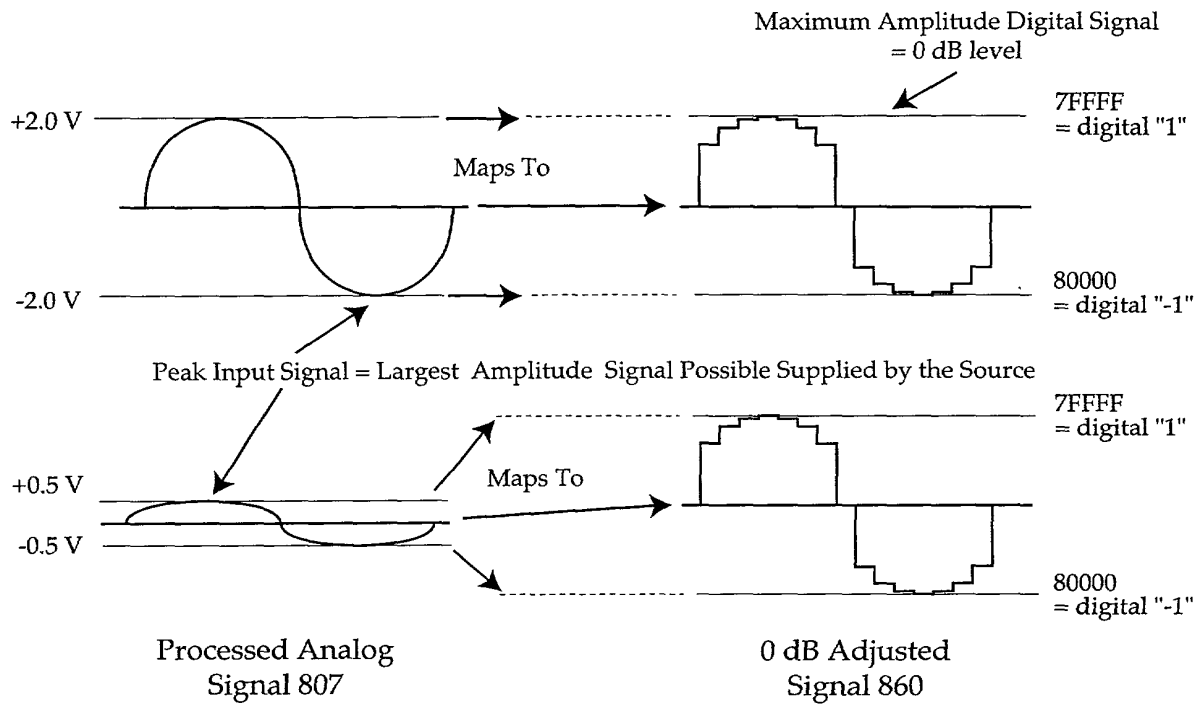 Maximum Amplitude Digital Signal
= 0 dB level
+2.0 V
7FFFF
= digital "1"
Maps To
-2.0 V
80000
= digital "-1"
Peak Input Signal = Largest Amplitude Signal Possible Supplied by the Source
7FFFF
= digital "1"
+0.5 V
Maps To
-0.5 V
80000
= digital "-1"
Processed Analog
Signal 807
0 dB Adjusted
Signal 860